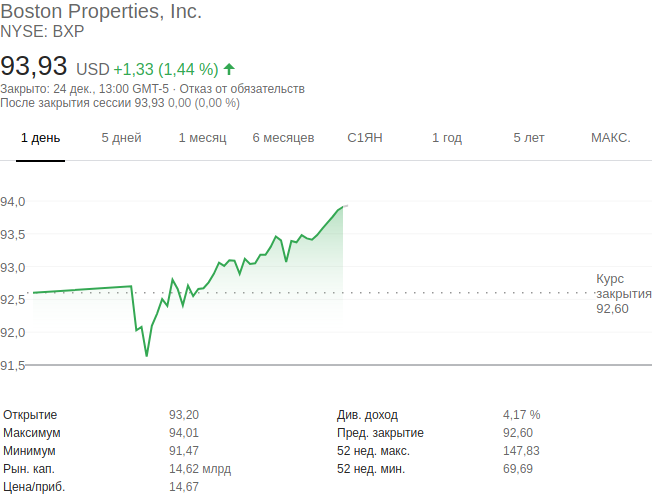 Boston Properties, Inc.
NYSE: BXP
93,93 USD +1,33 (1,44 %)
Закрыто: 24 дек., 13:00 GMT-5 · Отказ от обязательств
После закрытия сессии 93,93 0,00 (0,00 %)
1 день 5 дней 1 месяц 6 месяцев С1ЯН 1 год 5 лет МАКС.
94,0
93,5
93,0
92,5
92,0
91,5
Курс
закрытия
92,60
Открытие 93,20 Див. доход 4,17 %
Максимум 94,01 Пред. закрытие 92,60
Минимум 91,47 52 нед. макс. 147,83
Рын. кап. 14,62 млрд 52 нед. мин. 69,69
Цена/приб. 14,67